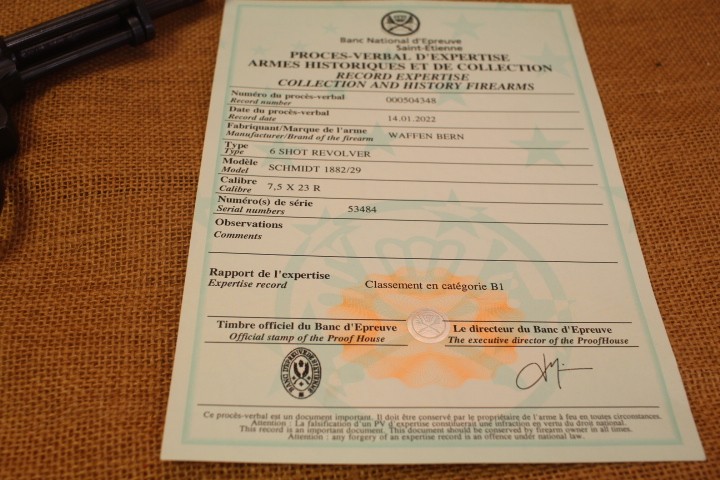 Banc National d'Epreuve
Saint-Etienne
PROCES-VERBAL D'EXPERTISE
ARMES HISTORIQUES ET DE COLLECTION
RECORD EXPERTISE
COLLECTION AND HISTORY FIREARMS
Numéro du procès-verbal
Record number 000504348
Date du procès-verbal
Record date 14.01.2022
Fabriquant/Marque de l'arme
Manufacturer/Brand of the firearm WAFFEN BERN
Type
Type 6 SHOT REVOLVER
Modèle
Model SCHMIDT 1882/29
Calibre
Calibre 7,5 X 23 R
Numéro(s) de série
Serial numbers 53484
Observations
Comments
Rapport de l'expertise
Expertise record Classement en catégorie B1
Timbre officiel du Banc d'Epreuve Le directeur du Banc d'Epreuve
Official stamp of the Proof House The executive director of the ProofHouse
Ce procès-verbal est un document important. Il doit être conservé par le propriétaire de l'arme à feu en toutes circonstances.
Attention : La falsification d'un PV d'expertise constituerait une infraction en vertu du droit national.
This record is an important document. This document should be conserved by firearm owner in all times.
Attention : any forgery of an expertise record is an offence under national law.